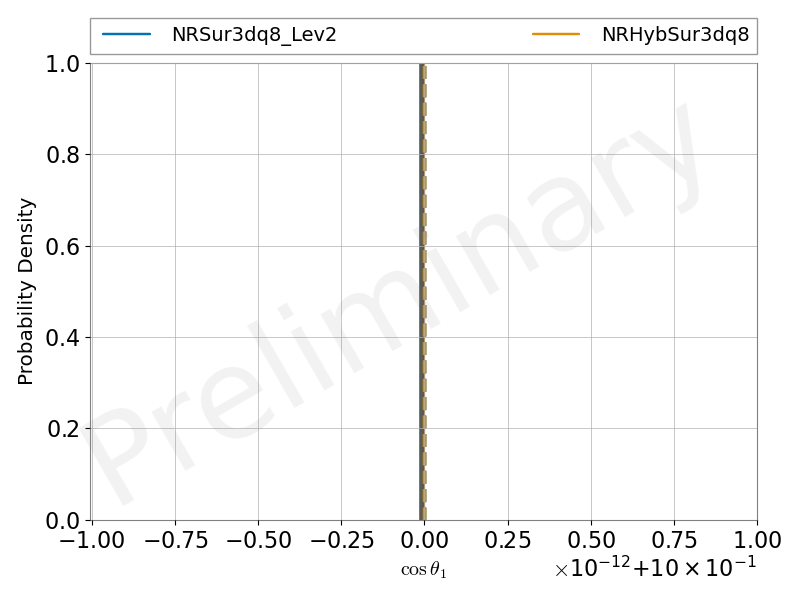 NRSur3dq8_Lev2 NRHybSur3dq8
Probability Density
1.0
0.8
0.6
0.4
0.2
0.0
−1.00 −0.75 −0.50 −0.25 0.00 0.25 0.50 0.75 1.00
cos θ₁
×10⁻¹²+10 × 10⁻¹
Preliminary